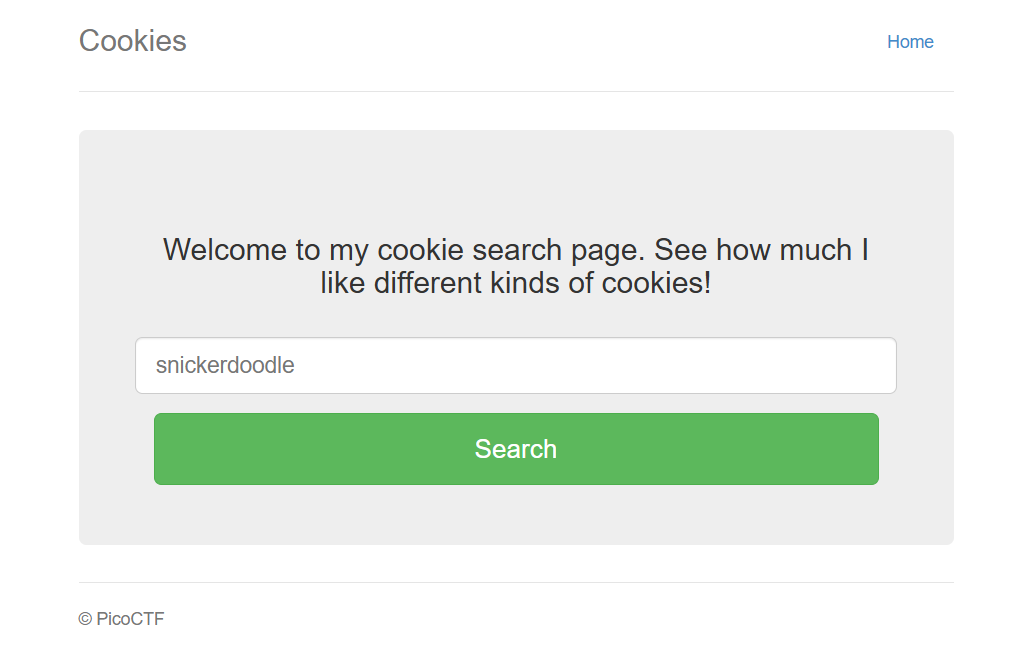 Cookies
Home
Welcome to my cookie search page. See how much I
like different kinds of cookies!
snickerdoodle
Search
© PicoCTF